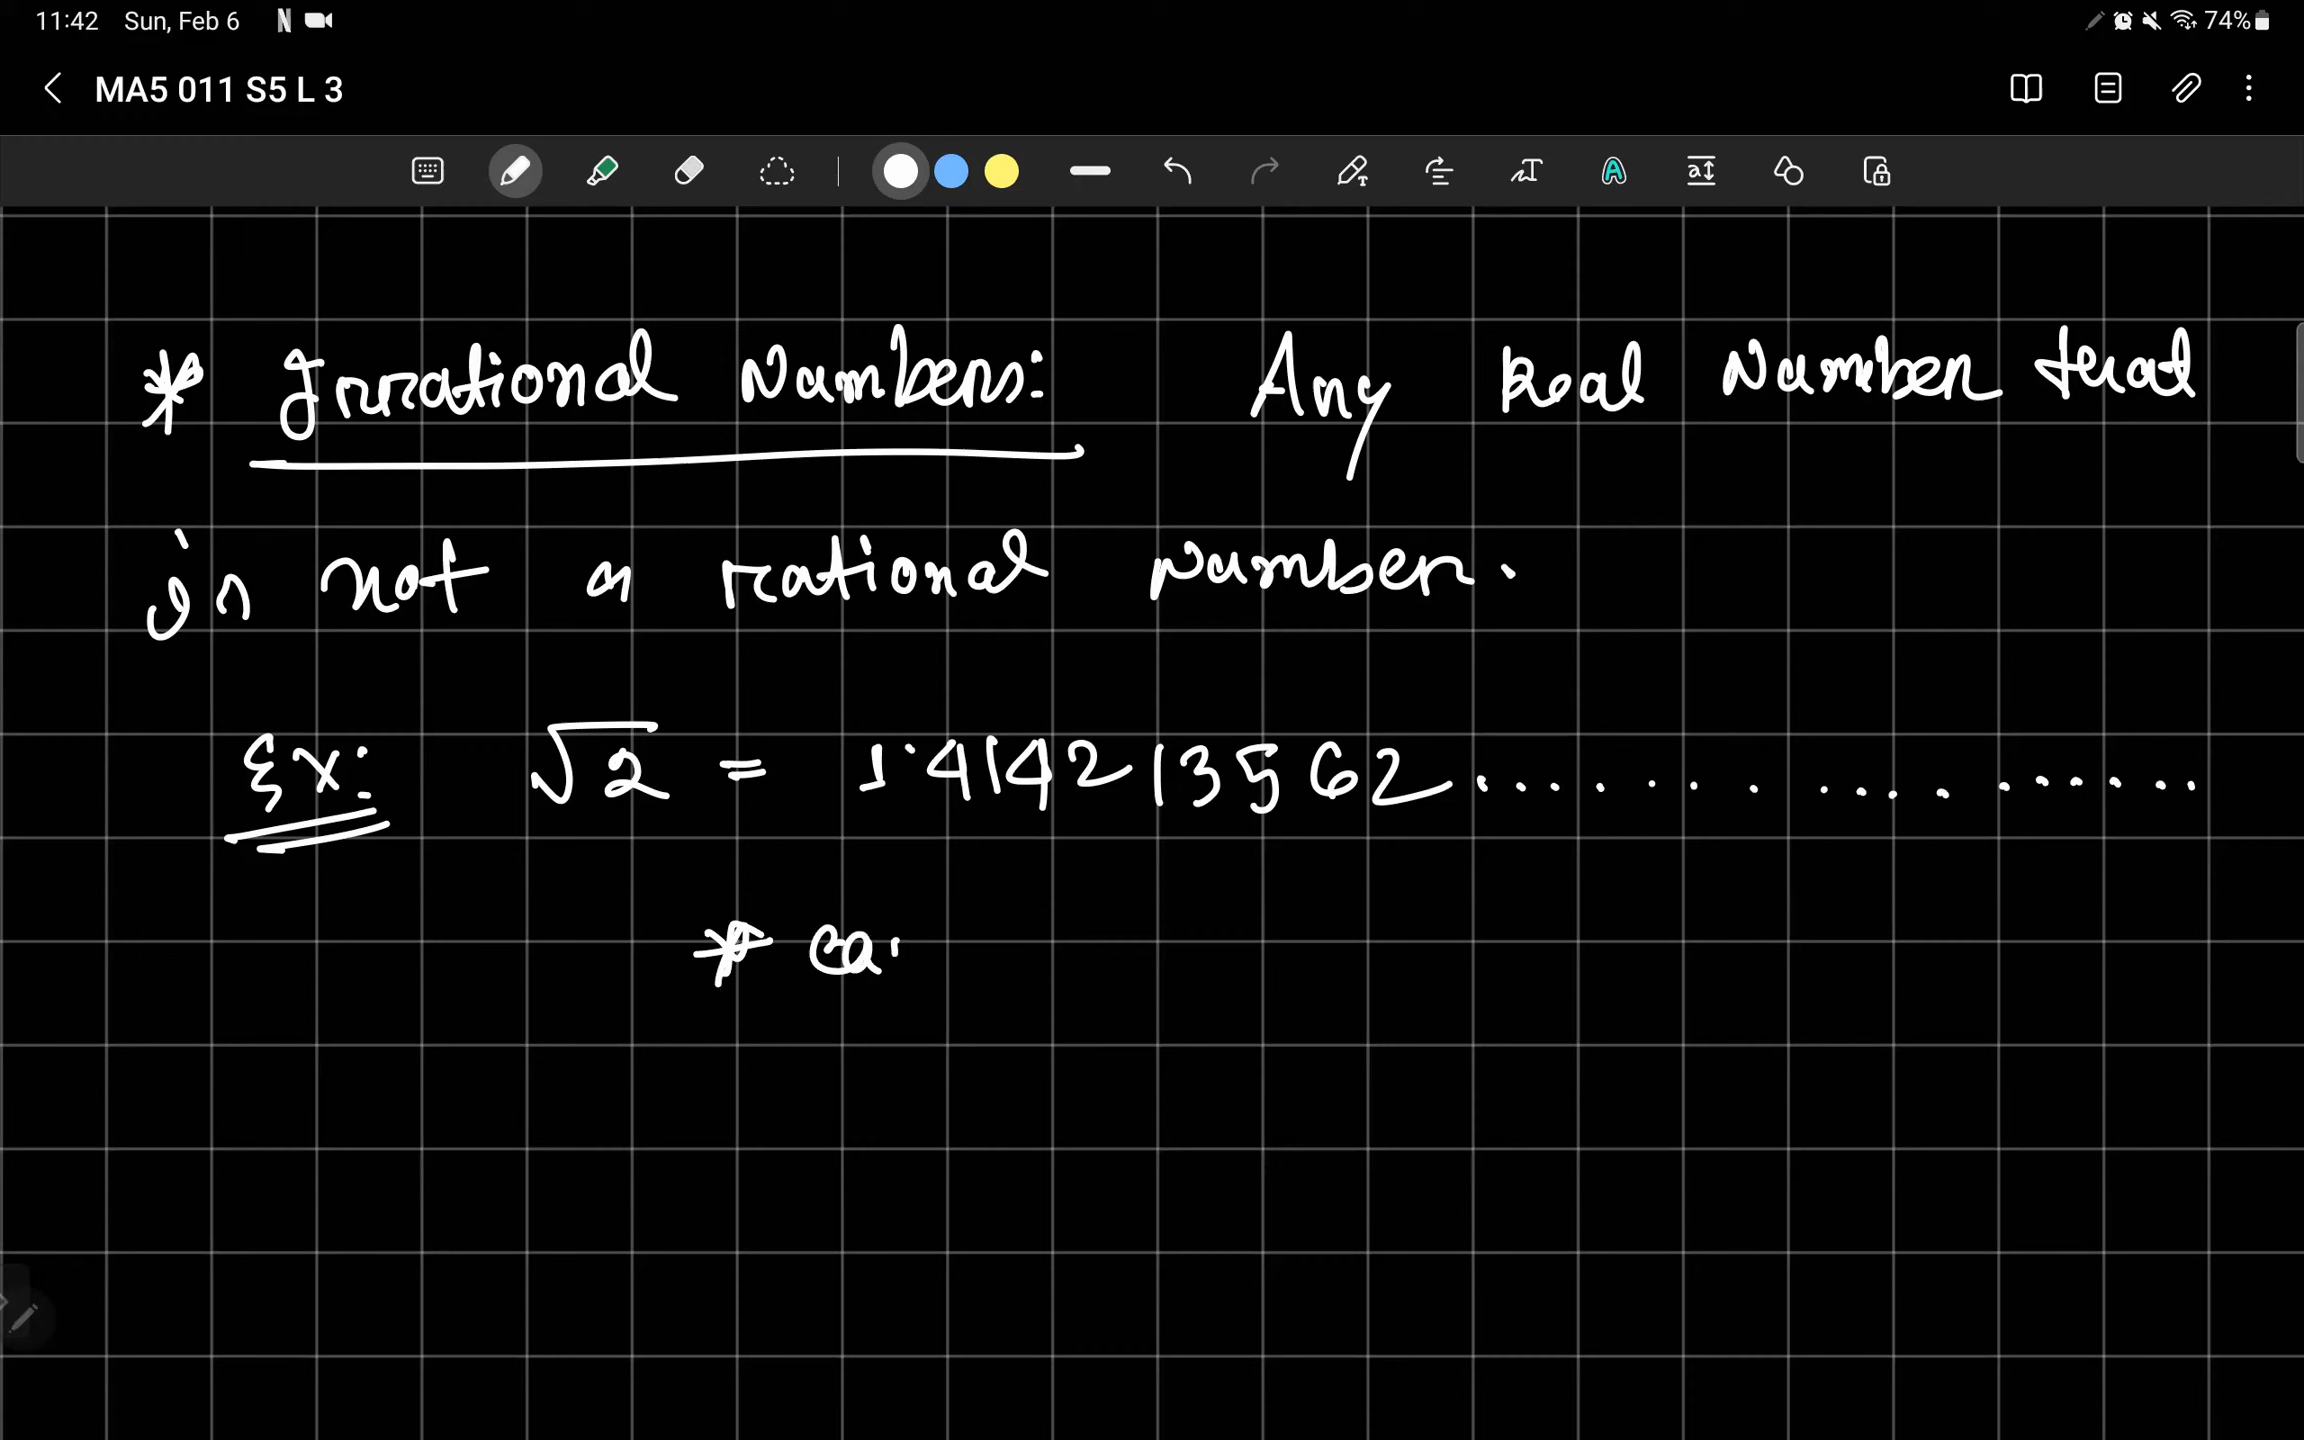 11:42 Sun, Feb 6 74%
MA5 011 S5 L 3
* Irrational Numbers: Any Real Number that
is not a rational number.
Ex: √2 = 1.414213562....................
* ca